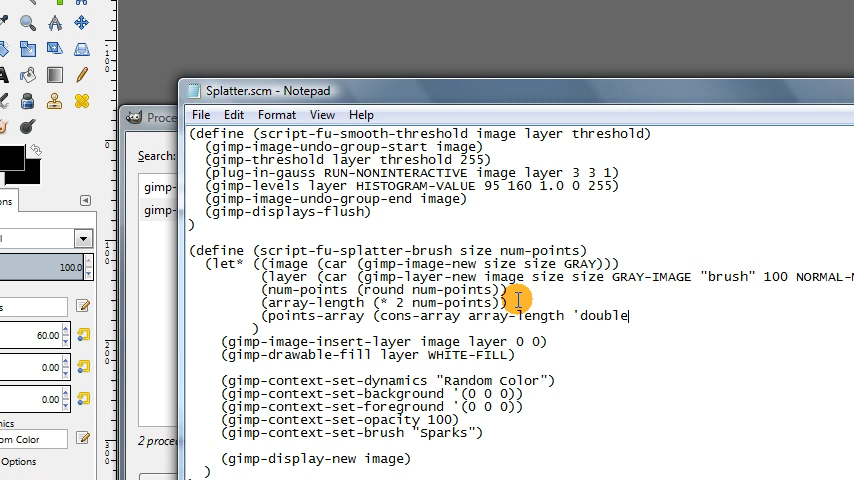 Splatter.scm - Notepad
File Edit Format View Help
Search:
gimp-
gimp-
2 proced
100.0
60.00
0.00
0.00
om Color
Options
(define (script-fu-smooth-threshold image layer threshold)
(gimp-image-undo-group-start image)
(gimp-threshold layer threshold 255)
(plug-in-gauss RUN-NONINTERACTIVE image layer 3 3 1)
(gimp-levels layer HISTOGRAM-VALUE 95 160 1.0 0 255)
(gimp-image-undo-group-end image)
(gimp-displays-flush)
)
(define (script-fu-splatter-brush size num-points)
(let* ((image (car (gimp-image-new size size GRAY)))
(layer (car (gimp-layer-new image size size GRAY-IMAGE "brush" 100 NORMAL-M
(num-points (round num-points))
(array-length (* 2 num-points))
(points-array (cons-array array-length 'double
)
(gimp-image-insert-layer image layer 0 0)
(gimp-drawable-fill layer WHITE-FILL)
(gimp-context-set-dynamics "Random Color")
(gimp-context-set-background '(0 0 0))
(gimp-context-set-foreground '(0 0 0))
(gimp-context-set-opacity 100)
(gimp-context-set-brush "Sparks")
(gimp-display-new image)
)